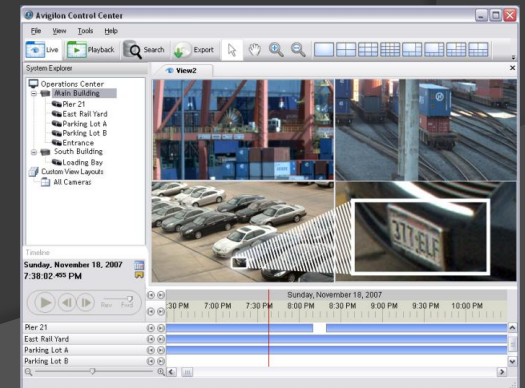 Avigilon Control Center
File View Tools Help
Live Playback Search Export
System Explorer
View2
Operations Center
Main Building
Pier 21
East Rail Yard
Parking Lot A
Parking Lot B
Entrance
South Building
Loading Bay
Custom View Layouts
All Cameras
377:ELF
Timeline
Sunday, November 18, 2007
7:38:02.455 PM
Rev Fwd
Sunday, November 18, 2007
:30 PM 7:00 PM 7:30 PM 8:00 PM 8:30 PM 9:00 PM 9:30 PM 10:00 PM
Pier 21
East Rail Yard
Parking Lot A
Parking Lot B